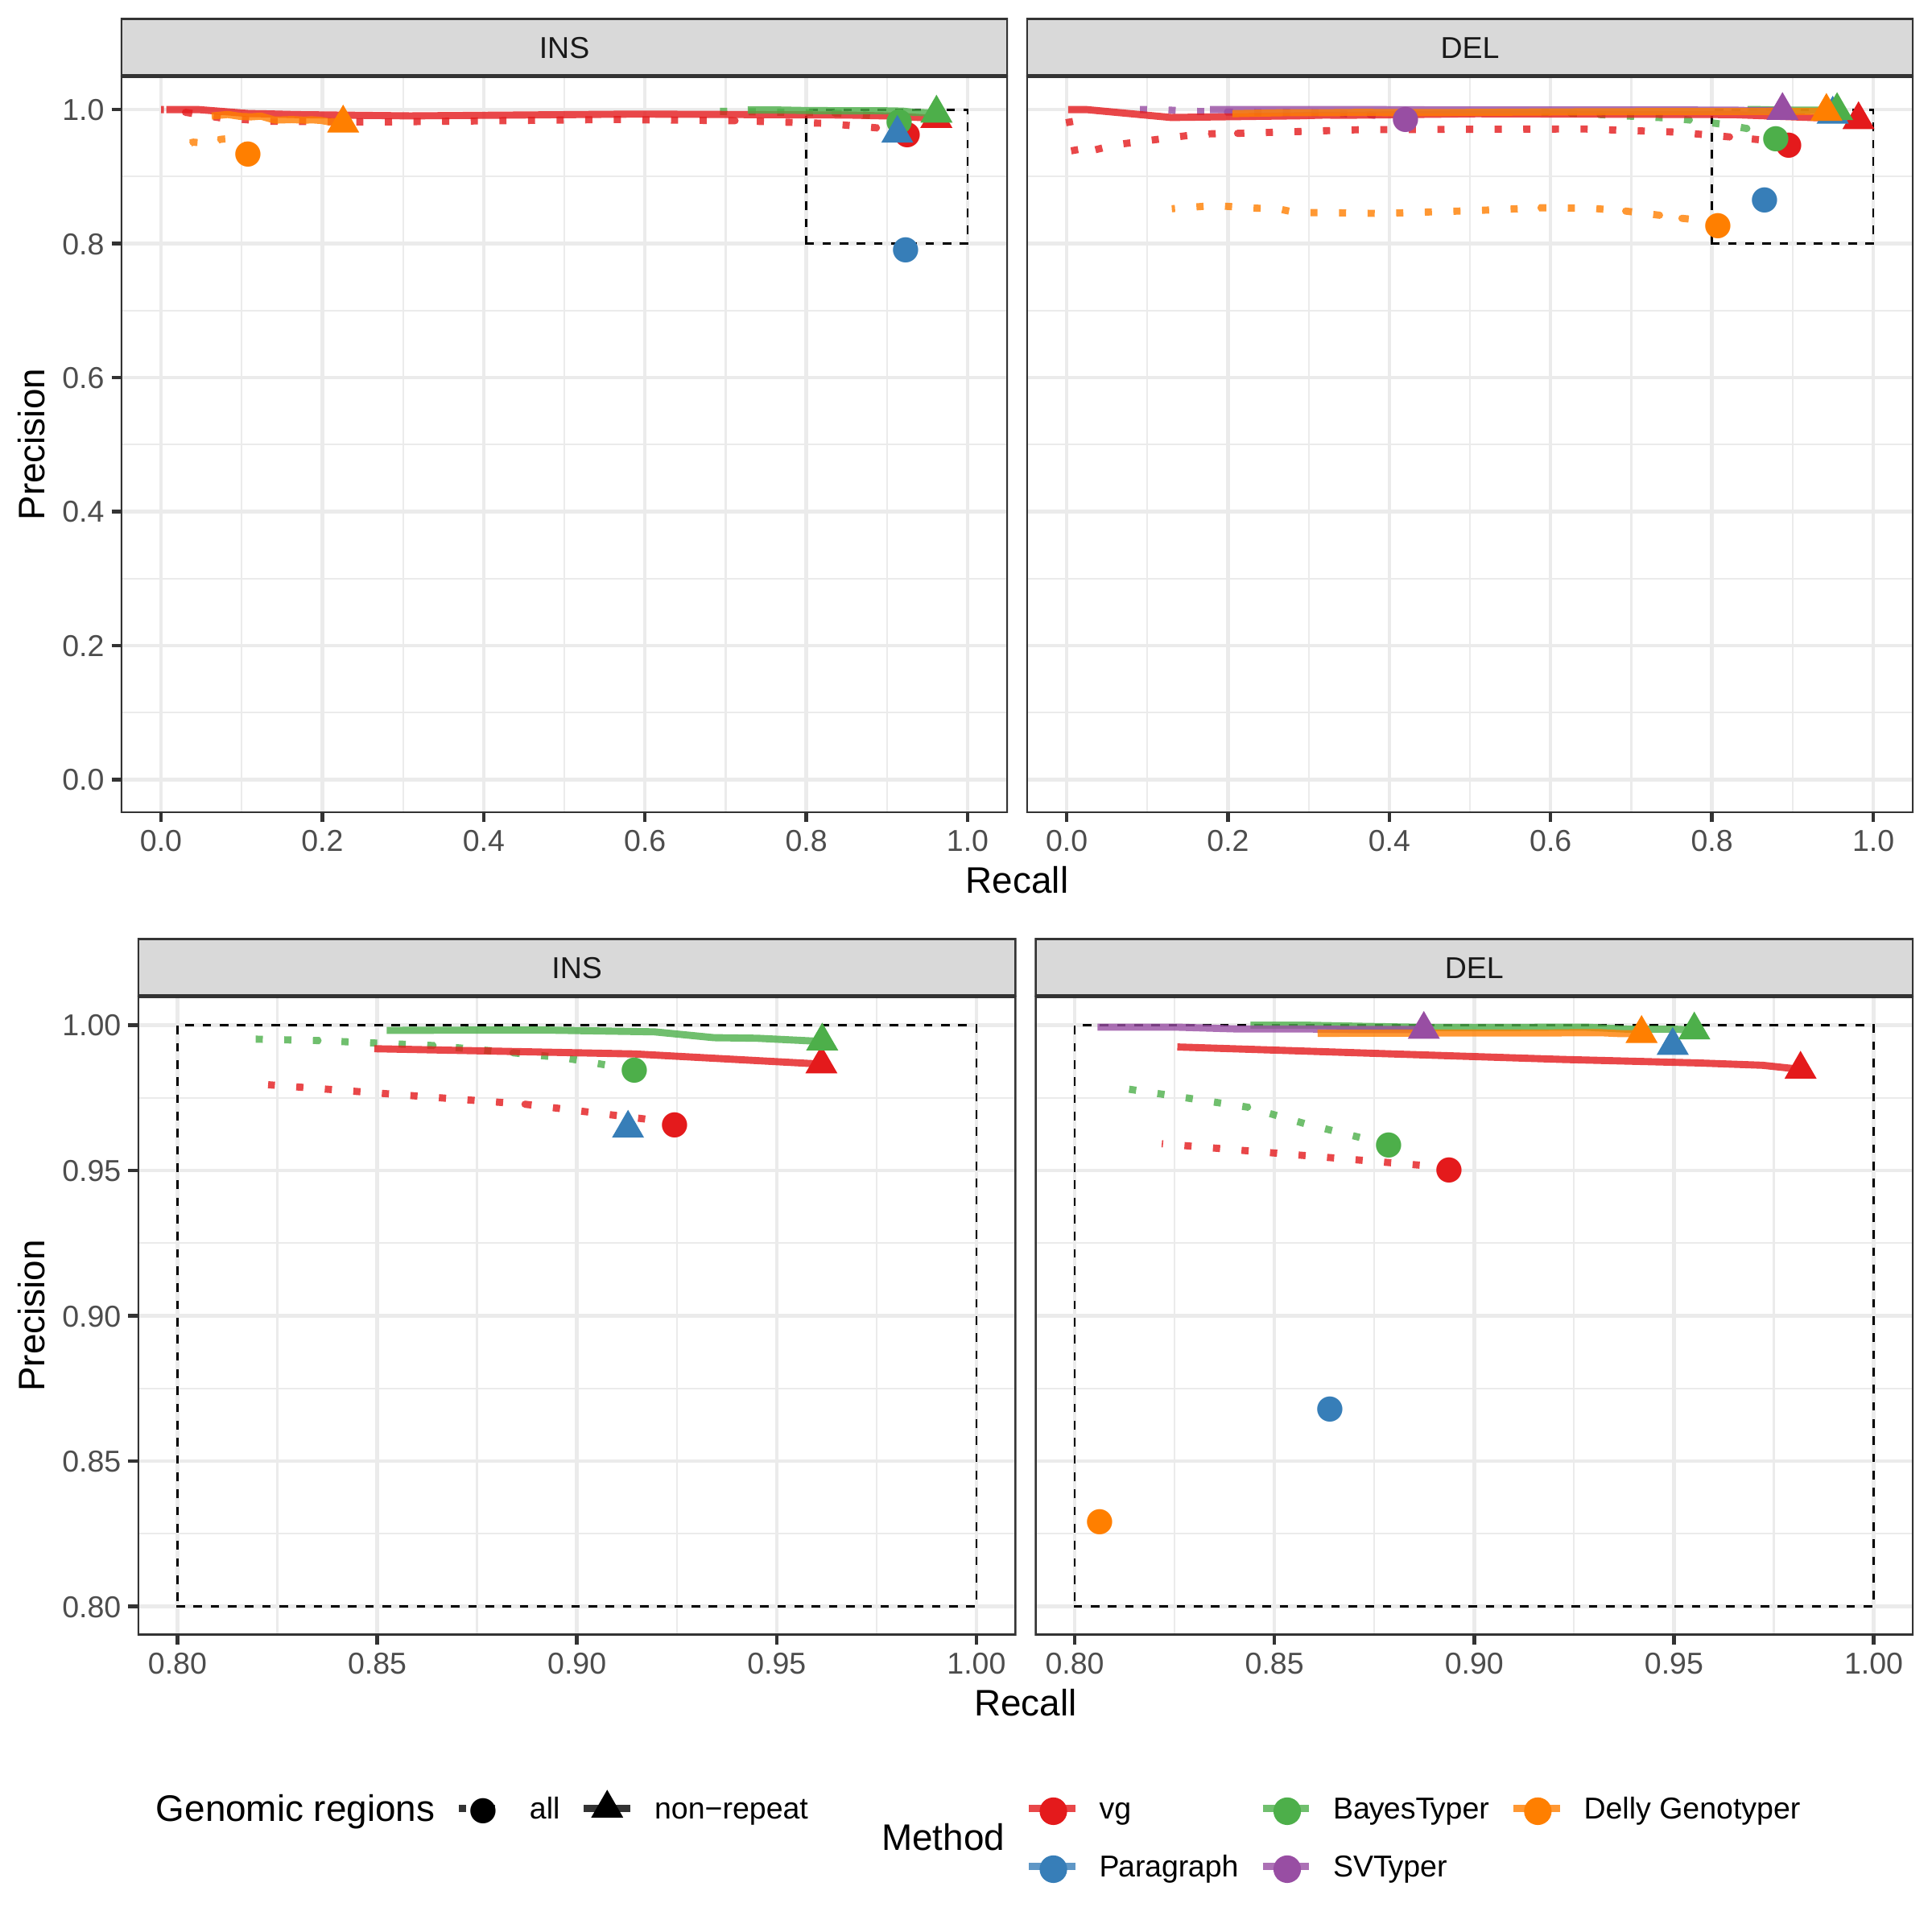 INS DEL
1.0
0.8
0.6
0.4
0.2
0.0
Precision
0.0 0.2 0.4 0.6 0.8 1.0 0.0 0.2 0.4 0.6 0.8 1.0
Recall
INS DEL
1.00
0.95
0.90
0.85
0.80
Precision
0.80 0.85 0.90 0.95 1.00 0.80 0.85 0.90 0.95 1.00
Recall
Genomic regions all non−repeat
Method
vg BayesTyper Delly Genotyper
Paragraph SVTyper